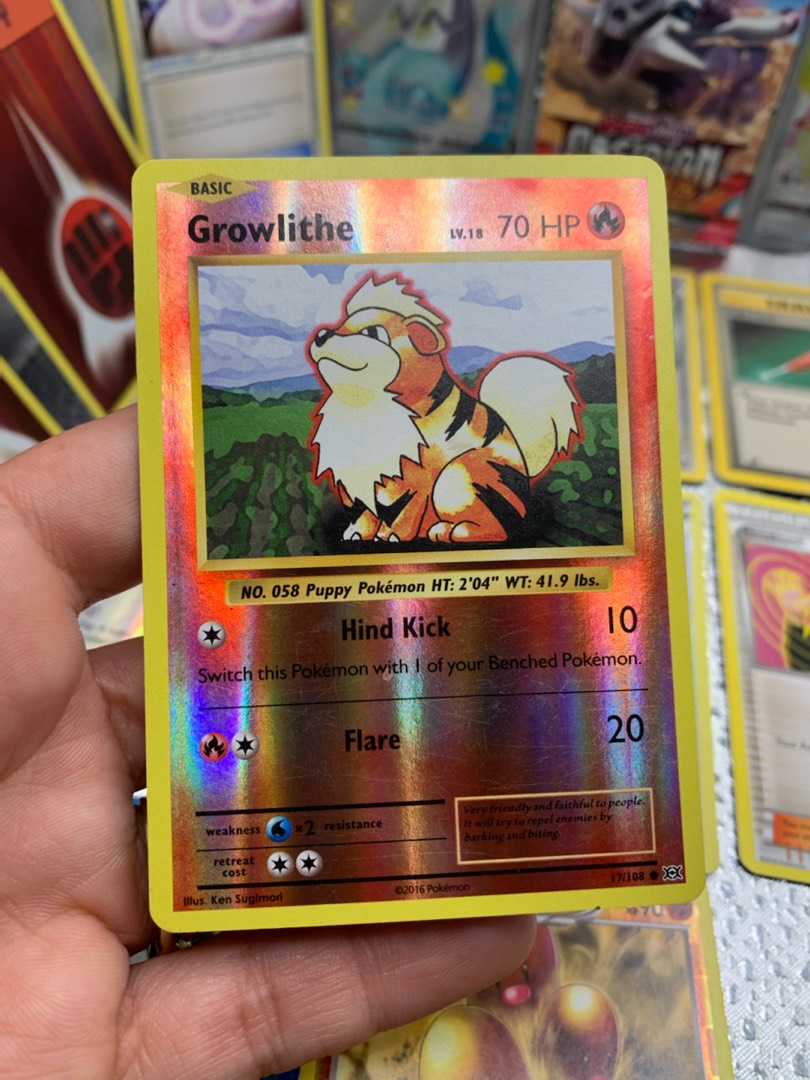 BASIC
Growlithe LV.18 70 HP
NO. 058 Puppy Pokémon HT: 2'04" WT: 41.9 lbs.
Hind Kick 10
Switch this Pokémon with 1 of your Benched Pokémon.
Flare 20
weakness ×2 resistance
retreat
cost
Very friendly and faithful to people.
It will try to repel enemies by
barking and biting.
17/108
©2016 Pokémon
Illus. Ken Sugimori